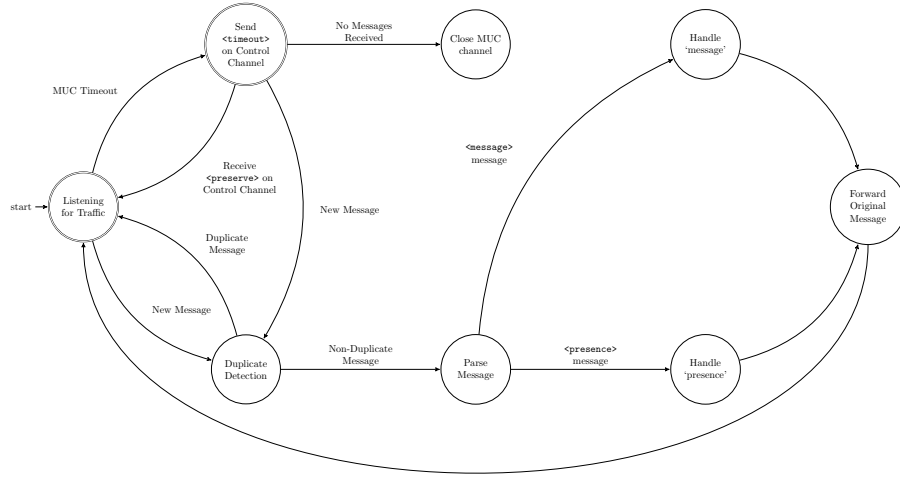 Send
<timeout>
on Control
Channel
No Messages
Received
Close MUC
channel
Handle
‘message’
MUC Timeout
<message>
message
Receive
<preserve> on
Control Channel
start
Listening
for Traffic
New Message
Forward
Original
Message
Duplicate
Message
New Message
Duplicate
Detection
Non-Duplicate
Message
Parse
Message
<presence>
message
Handle
‘presence’